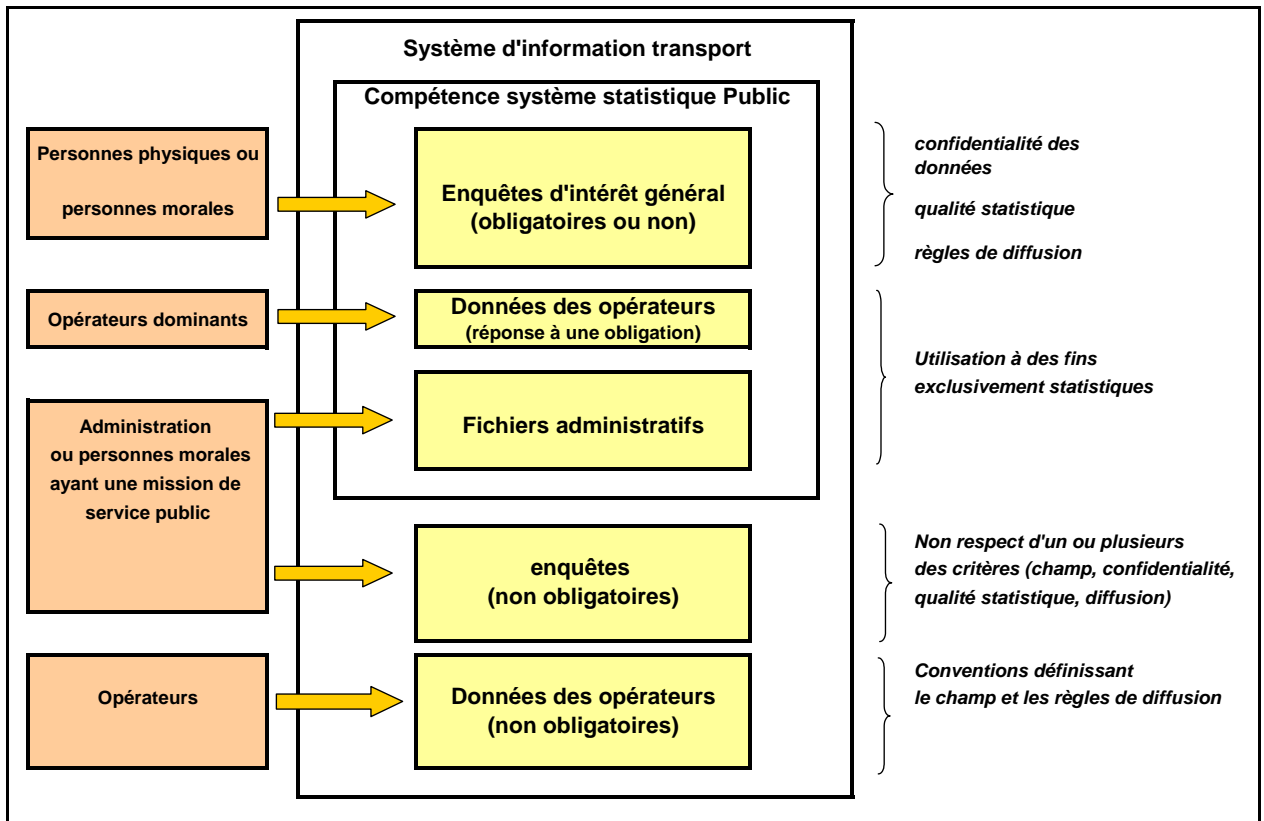 Système d'information transport
Compétence système statistique Public
Personnes physiques ou
personnes morales
Enquêtes d'intérêt général
(obligatoires ou non)
confidentialité des
données
qualité statistique
règles de diffusion
Opérateurs dominants
Données des opérateurs
(réponse à une obligation)
Utilisation à des fins
exclusivement statistiques
Administration
ou personnes morales
ayant une mission de
service public
Fichiers administratifs
enquêtes
(non obligatoires)
Non respect d'un ou plusieurs
des critères (champ, confidentialité,
qualité statistique, diffusion)
Opérateurs
Données des opérateurs
(non obligatoires)
Conventions définissant
le champ et les règles de diffusion